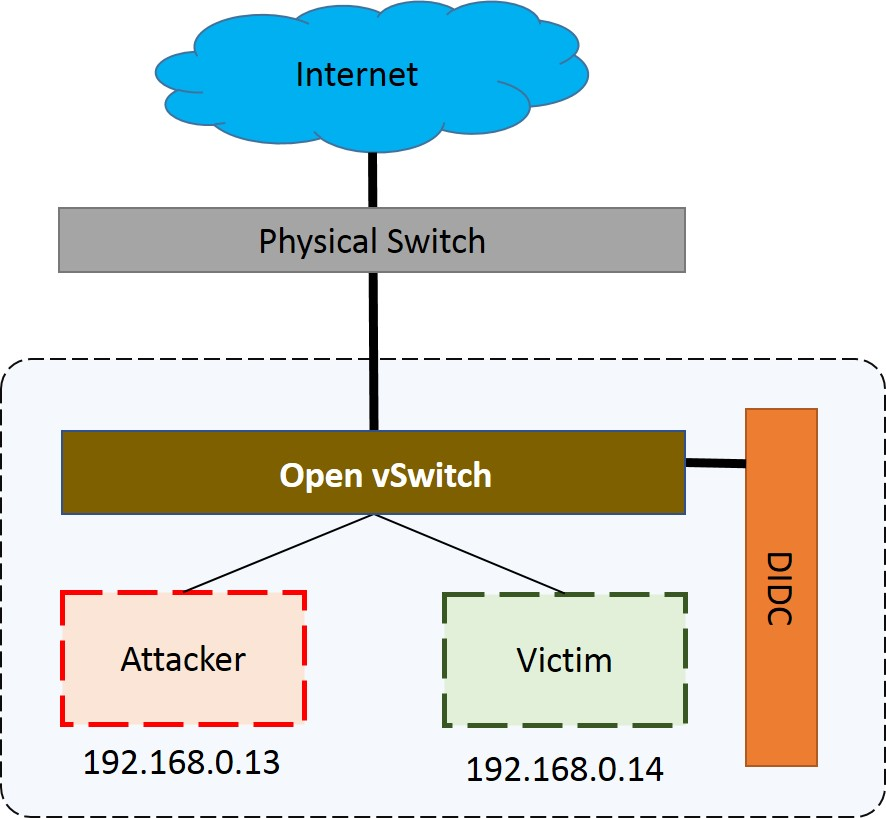 Internet
Physical Switch
Open vSwitch
DIDC
Attacker
Victim
192.168.0.13
192.168.0.14